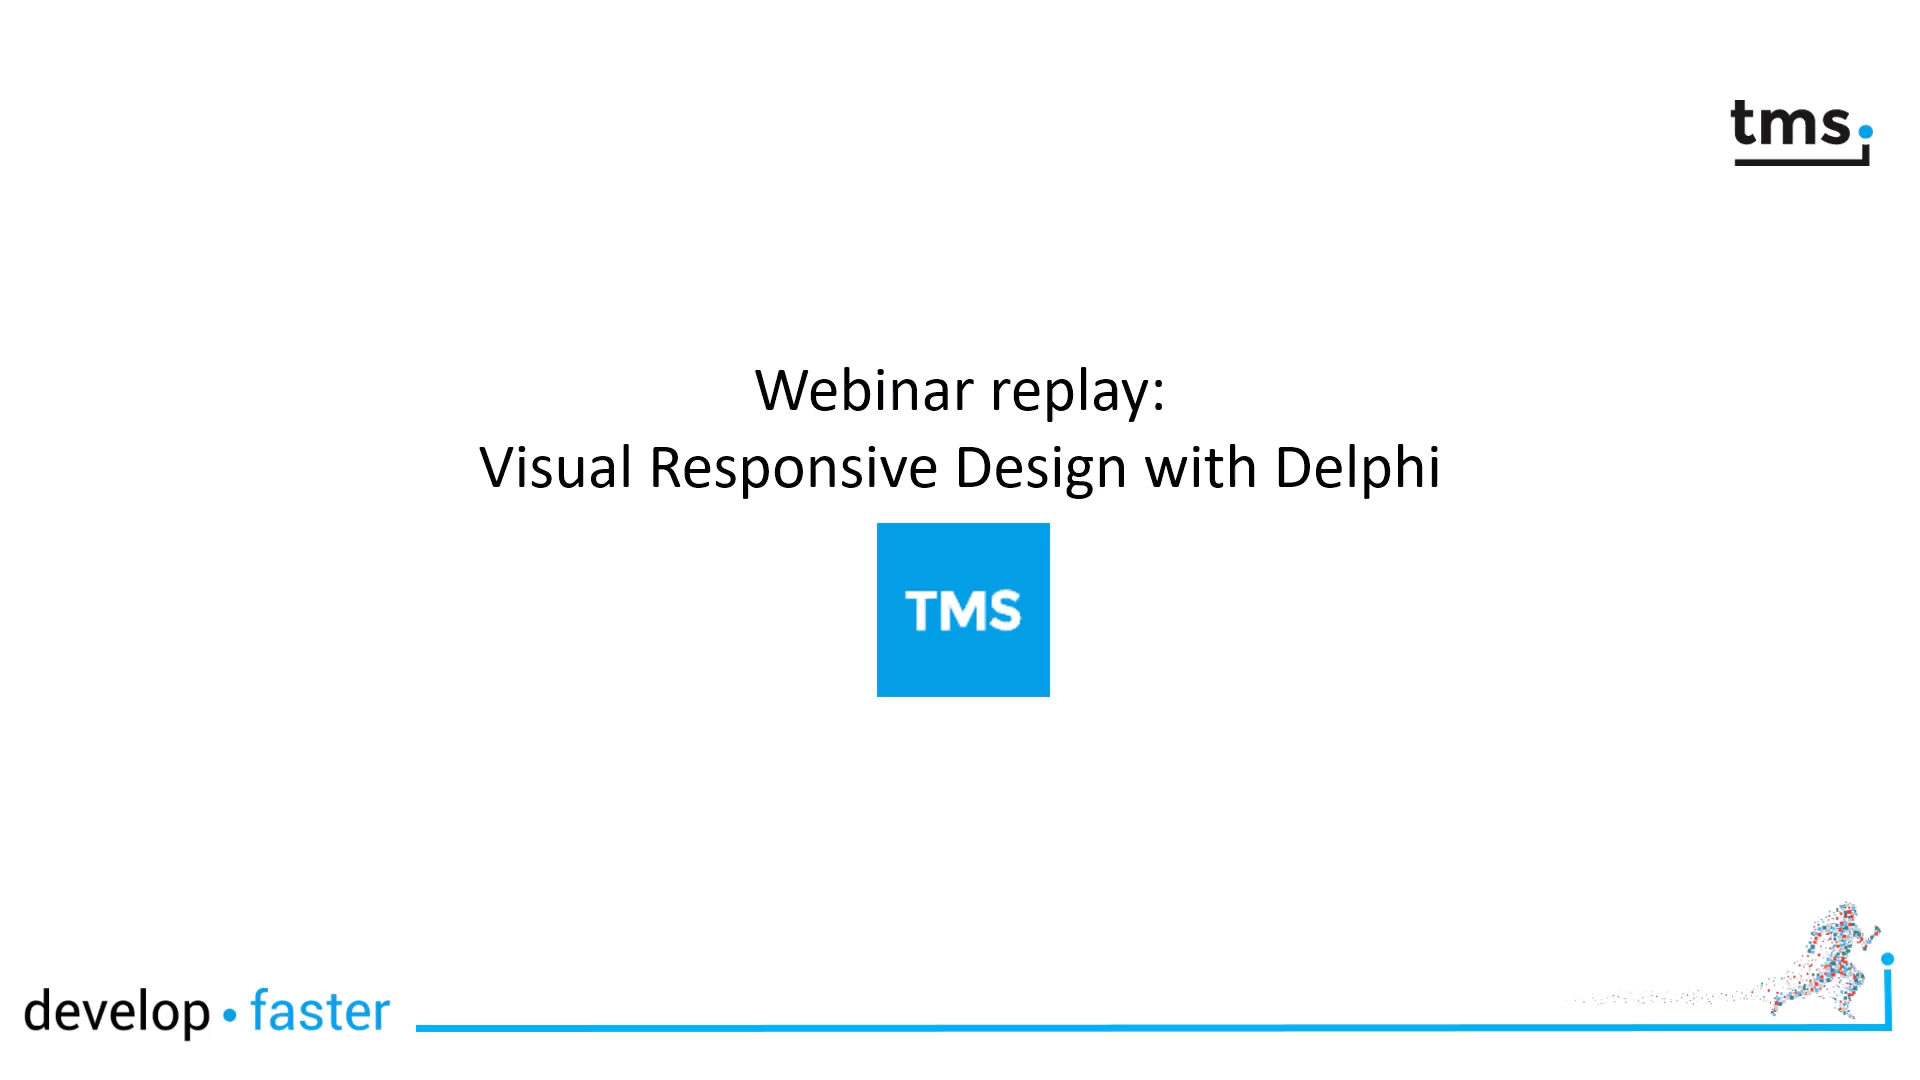 tms.
Webinar replay:
Visual Responsive Design with Delphi
TMS
develop • faster